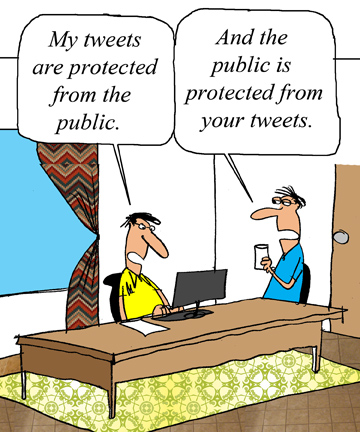 My tweets
are protected
from the
public.
And the
public is
protected from
your tweets.